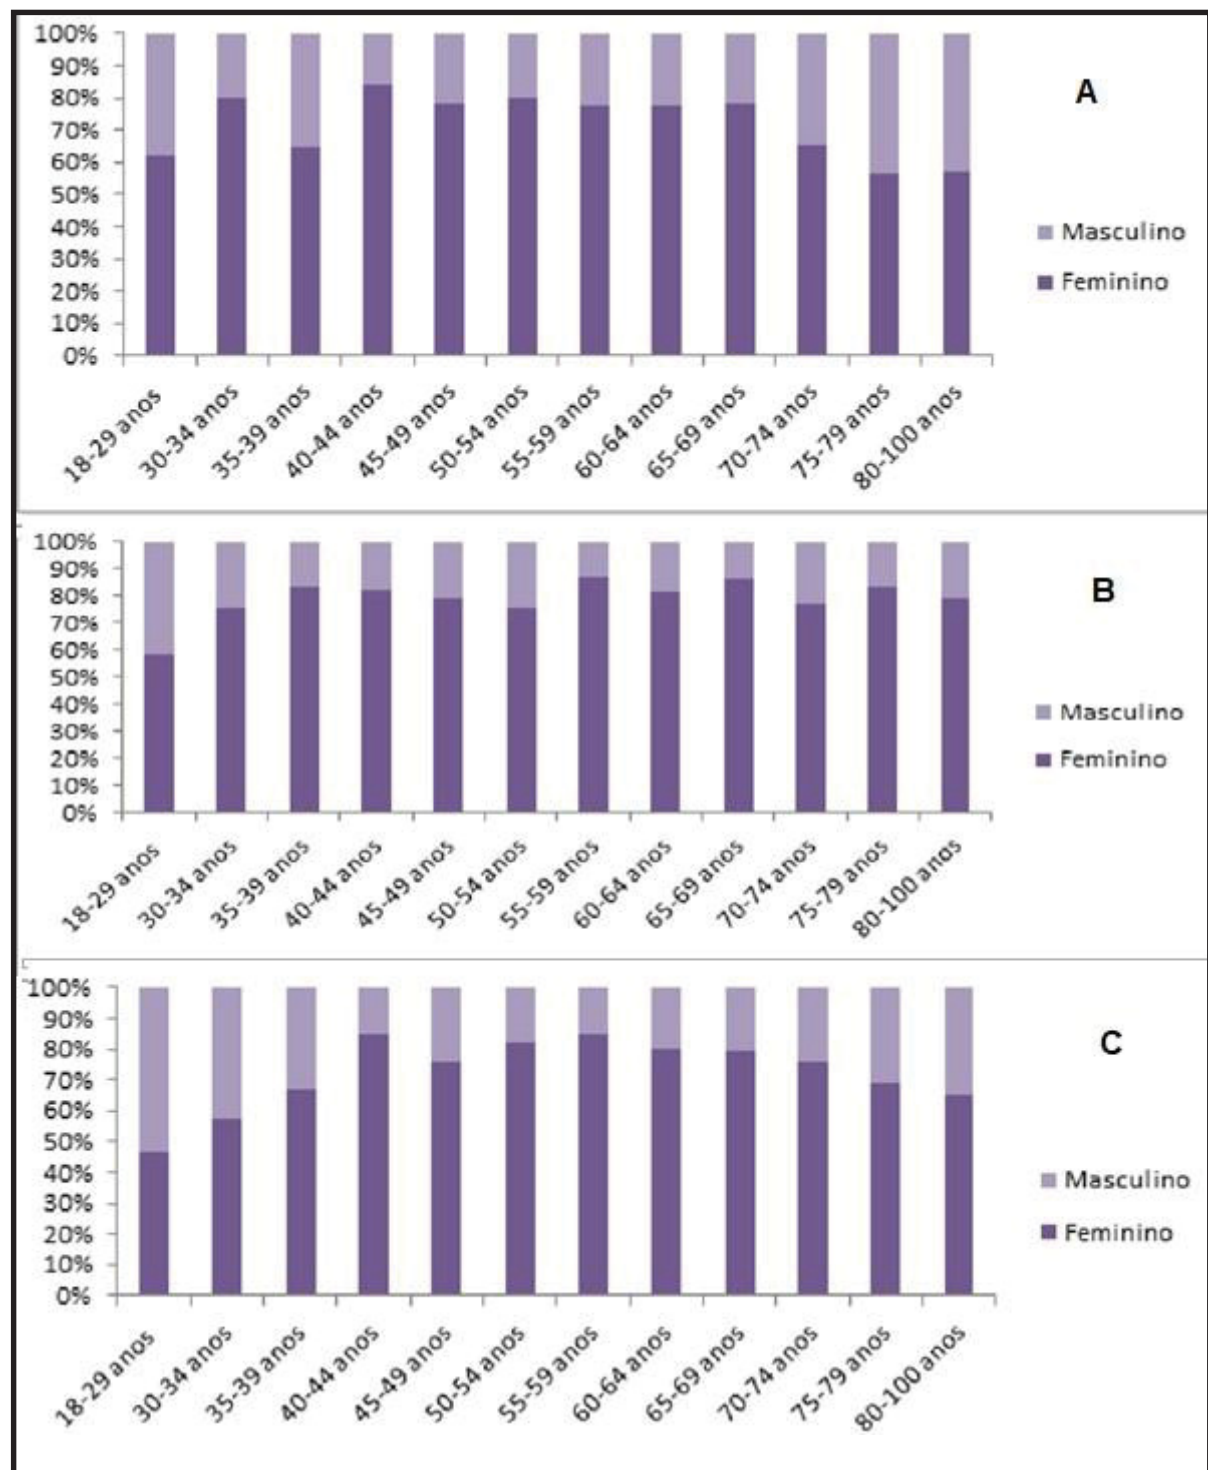 100%
90%
80%
70%
60%
50%
40%
30%
20%
10%
0%
18-29 anos
30-34 anos
35-39 anos
40-44 anos
45-49 anos
50-54 anos
55-59 anos
60-64 anos
65-69 anos
70-74 anos
75-79 anos
80-100 anos
A
Masculino
Feminino
100%
90%
80%
70%
60%
50%
40%
30%
20%
10%
0%
18-29 anos
30-34 anos
35-39 anos
40-44 anos
45-49 anos
50-54 anos
55-59 anos
60-64 anos
65-69 anos
70-74 anos
75-79 anos
80-100 anos
B
Masculino
Feminino
100%
90%
80%
70%
60%
50%
40%
30%
20%
10%
0%
18-29 anos
30-34 anos
35-39 anos
40-44 anos
45-49 anos
50-54 anos
55-59 anos
60-64 anos
65-69 anos
70-74 anos
75-79 anos
80-100 anos
C
Masculino
Feminino